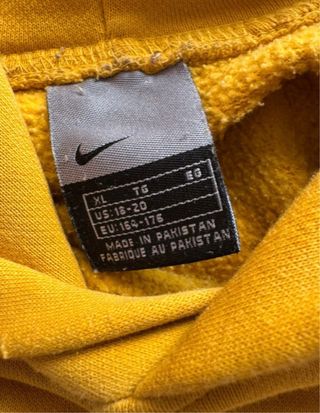 XL TG EG
US: 18-20
EU: 164-176
MADE IN PAKISTAN
FABRIQUE AU PAKISTAN